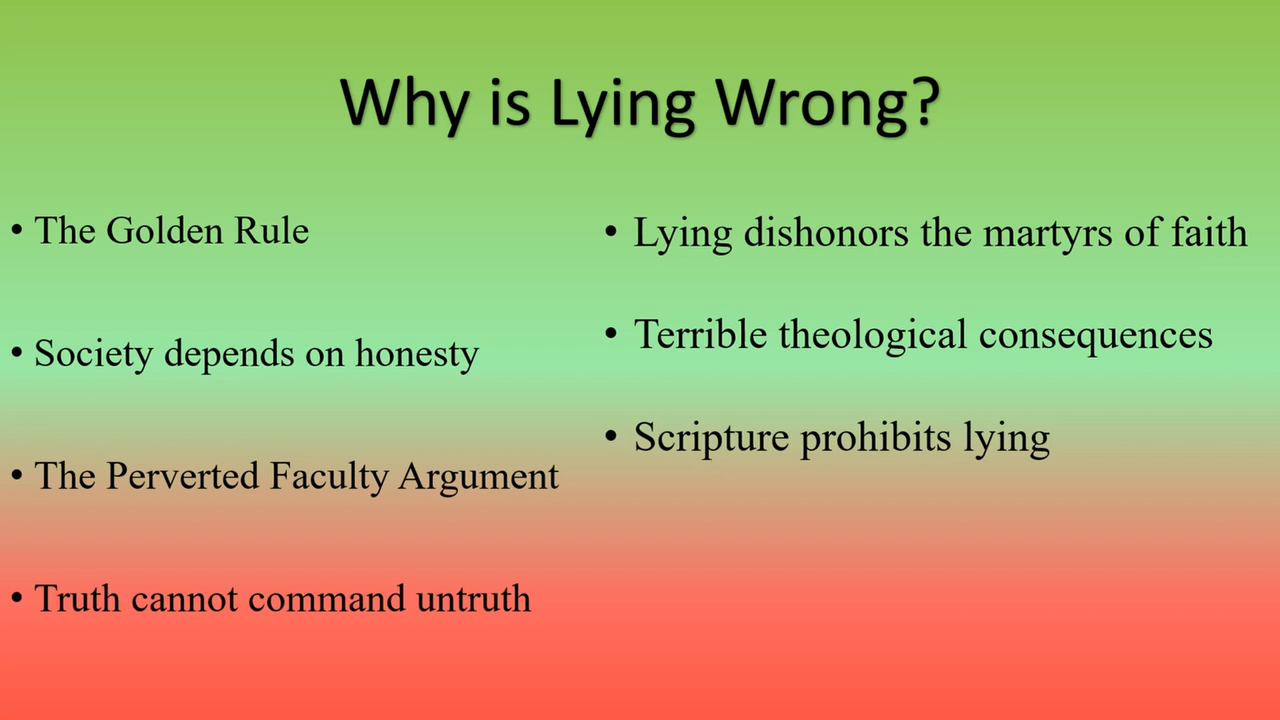 Why is Lying Wrong?
• The Golden Rule
• Society depends on honesty
• The Perverted Faculty Argument
• Truth cannot command untruth
• Lying dishonors the martyrs of faith
• Terrible theological consequences
• Scripture prohibits lying